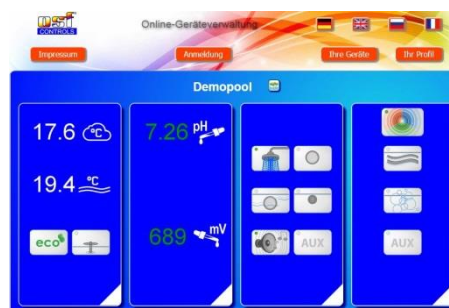 OSF
CONTROLS
Online-Geräteverwaltung
Impressum
Anmeldung
Ihre Geräte
Ihr Profil
Demopool
17.6 °C
7.26 pH
19.4 °C
689 mV
eco
AUX
AUX